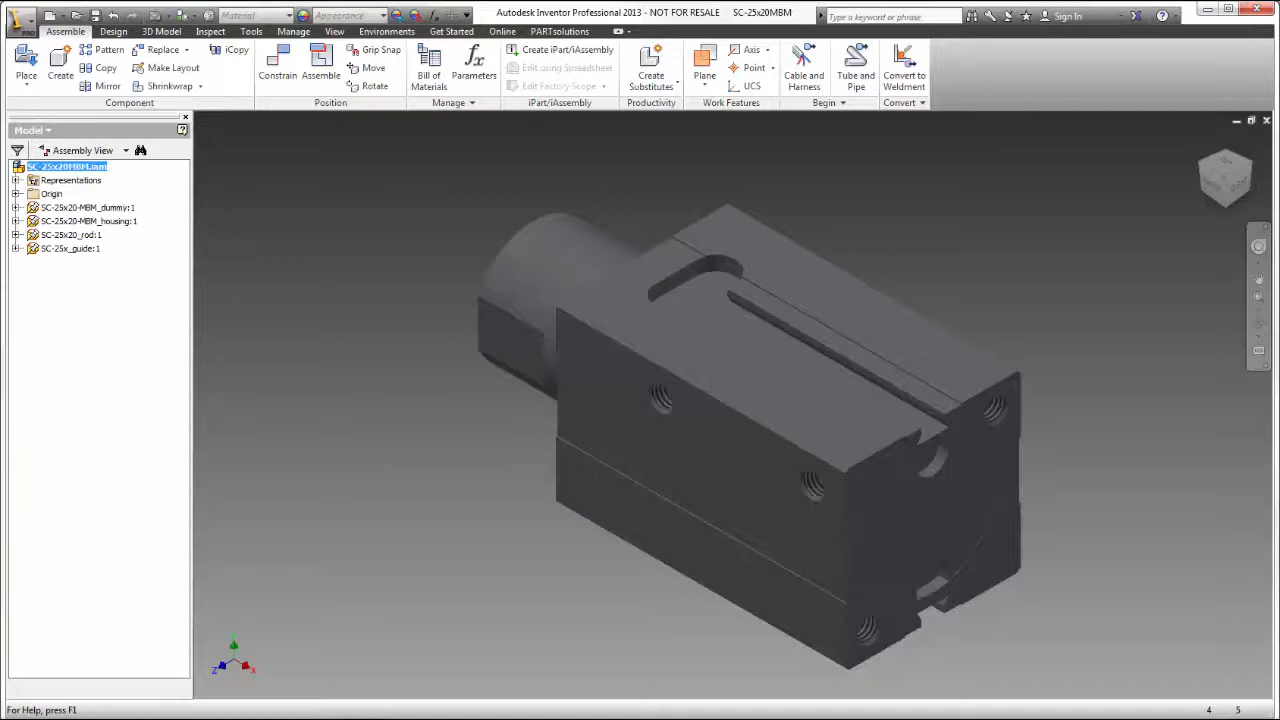 Material
Appearance
Autodesk Inventor Professional 2013 - NOT FOR RESALE SC-25x20MBM
Type a keyword or phrase
Sign In
PRO
Assemble Design 3D Model Inspect Tools Manage View Environments Get Started Online PARTsolutions
Place
Create
Pattern
Copy
Mirror
Replace
Make Layout
Shrinkwrap
iCopy
Constrain
Assemble
Grip Snap
Move
Rotate
Bill of Materials
Parameters
Create iPart/iAssembly
Edit using Spreadsheet
Edit Factory Scope
Create Substitutes
Plane
Axis
Point
UCS
Cable and Harness
Tube and Pipe
Convert to Weldment
Component Position Manage iPart/iAssembly Productivity Work Features Begin Convert
Model
Assembly View
SC-25x20MBM.iam
Representations
Origin
SC-25x20-MBM_dummy:1
SC-25x20-MBM_housing:1
SC-25x20_rod:1
SC-25x_guide:1
Z
X
For Help, press F1
4 5